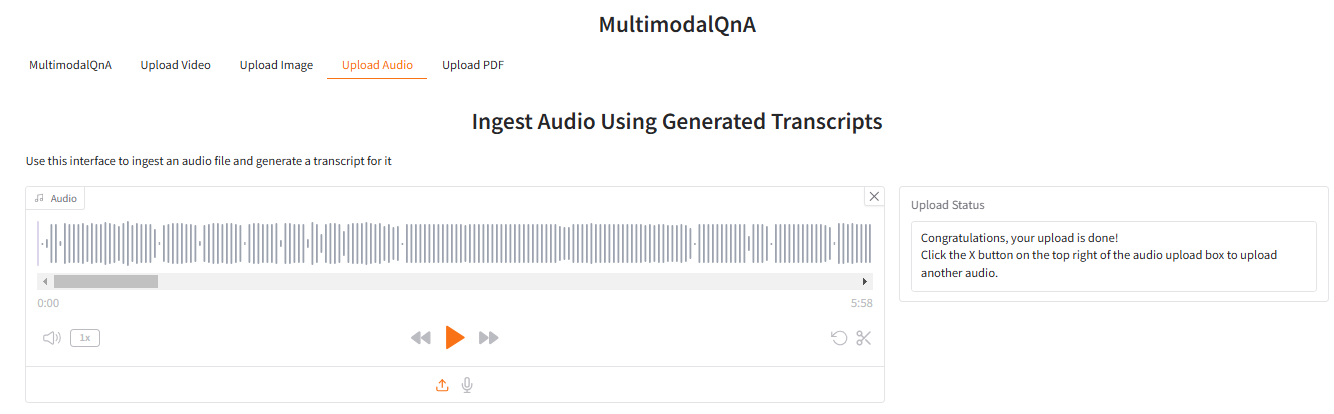 MultimodalQnA
MultimodalQnA Upload Video Upload Image Upload Audio Upload PDF
Ingest Audio Using Generated Transcripts
Use this interface to ingest an audio file and generate a transcript for it
Audio
0:00 5:58
1x
Upload Status
Congratulations, your upload is done!
Click the X button on the top right of the audio upload box to upload
another audio.